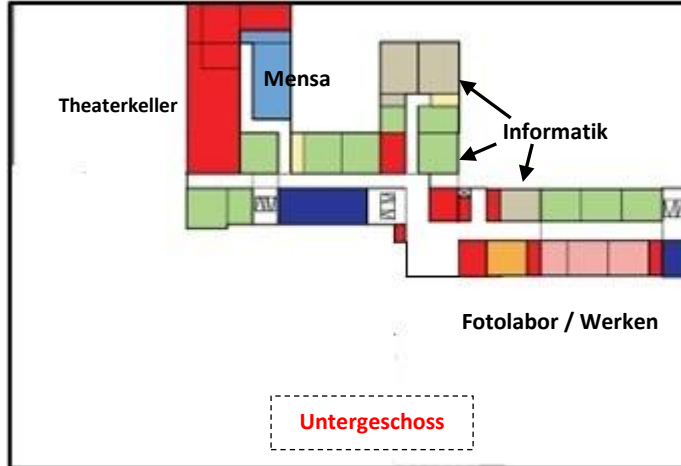 Mensa
Theaterkeller
Informatik
Fotolabor / Werken
Untergeschoss